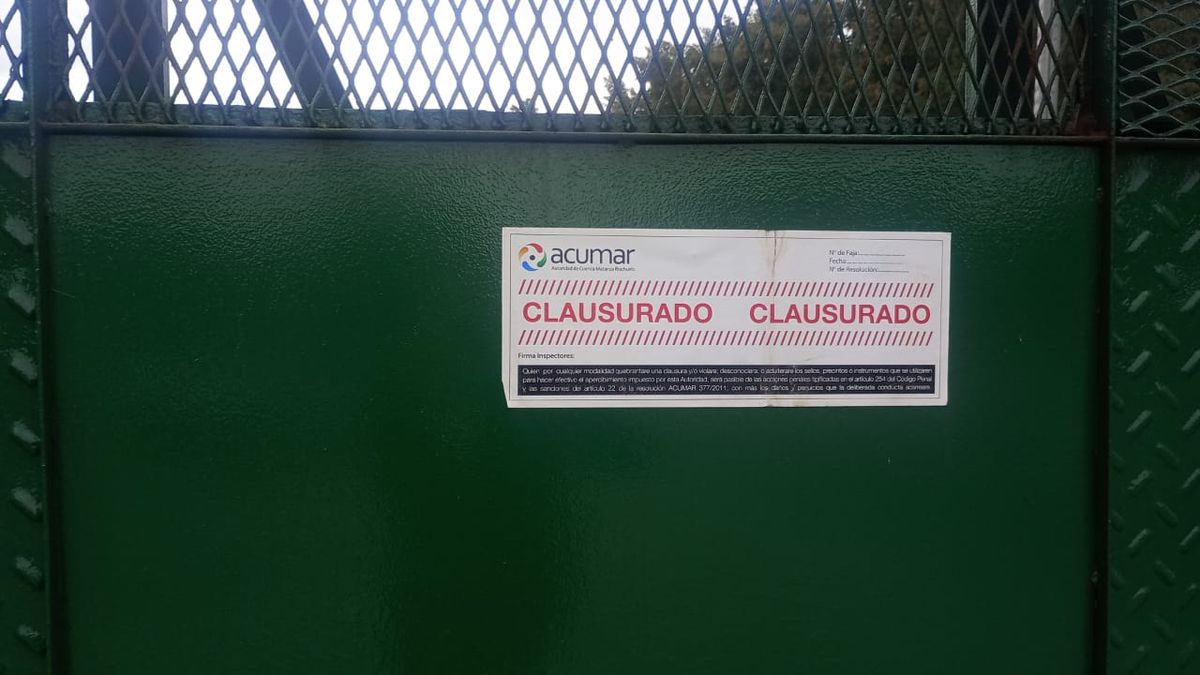 acumar
Autoridad de Cuenca Matanza Riachuelo
N° de Faja:
Fecha:
N° de Resolución:
CLAUSURADO CLAUSURADO
Firma Inspectores:
Quien por cualquier modalidad quebrantare una clausura y/o violara, desconociera, o adulterare los sellos, precintos o instrumentos que se utilizaren
para hacer efectivo el apercibimiento impuesto por esta Autoridad, será pasible de las acciones penales tipificadas en el artículo 254 del Código Penal
y las sanciones del artículo 22 de la resolución ACUMAR 377/2011; con más los daños y perjuicios que la deliberada conducta acarreare.